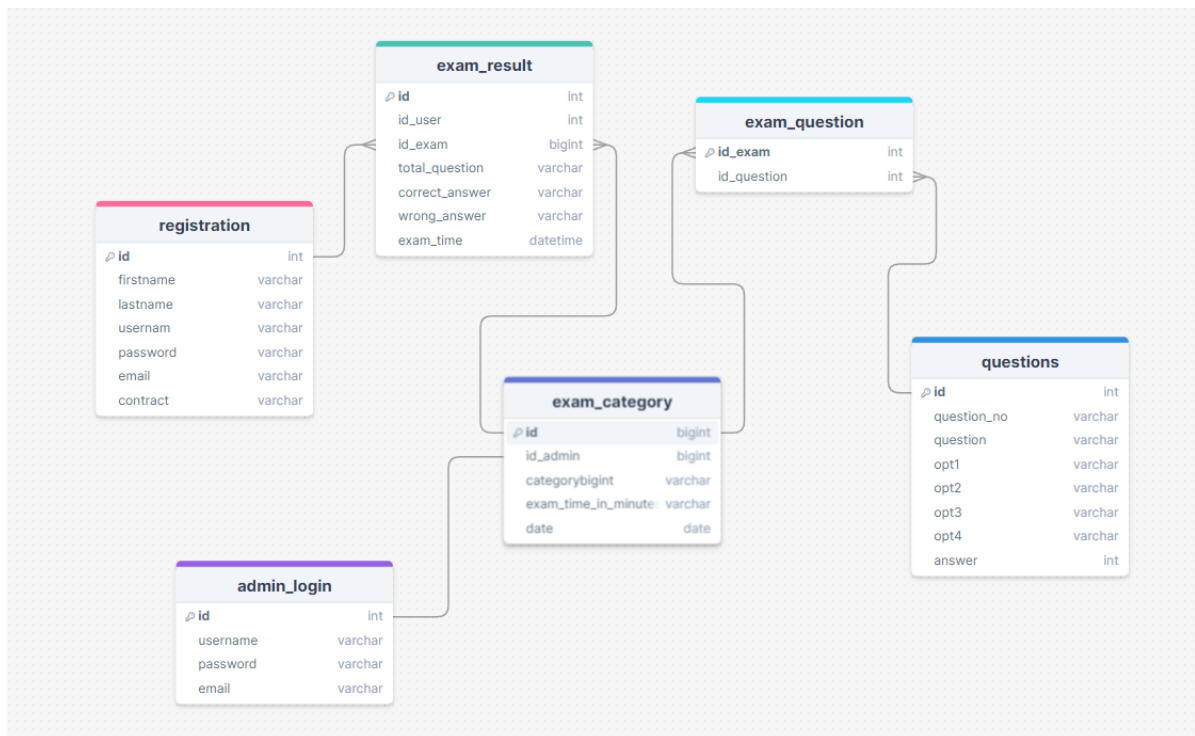 exam_result
id int
id_user int
id_exam bigint
total_question varchar
correct_answer varchar
wrong_answer varchar
exam_time datetime
exam_question
id_exam int
id_question int
registration
id int
firstname varchar
lastname varchar
usernam varchar
password varchar
email varchar
contract varchar
questions
id int
question_no varchar
question varchar
opt1 varchar
opt2 varchar
opt3 varchar
opt4 varchar
answer int
exam_category
id bigint
id_admin bigint
categorybigint varchar
exam_time_in_minute varchar
date date
admin_login
id int
username varchar
password varchar
email varchar